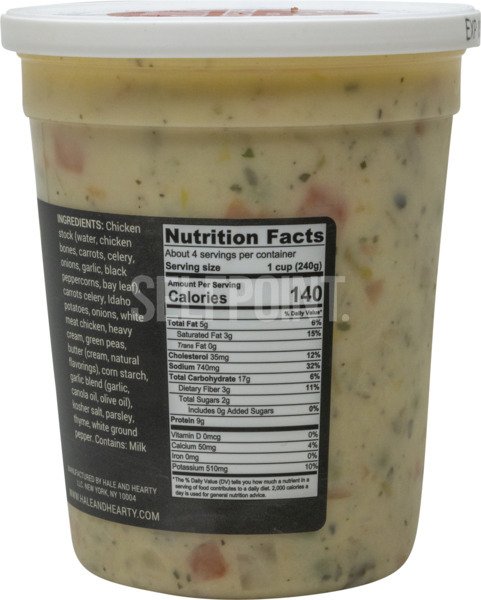 EXP
INGREDIENTS: Chicken
stock (water, chicken
bones, carrots, celery,
onions, garlic, black
peppercorns, bay leaf)
carrots celery, Idaho
potatoes, onions, white
meat chicken, heavy
cream, green peas,
butter (cream, natural
flavorings), corn starch,
garlic blend (garlic,
canola oil, olive oil),
kosher salt, parsley,
thyme, white ground
pepper. Contains: Milk
MANUFACTURED BY HALE AND HEARTY
LLC. NEW YORK, NY 10004
WWW.HALEANDHEARTY.COM
Nutrition Facts
About 4 servings per container
Serving size 1 cup (240g)
Amount Per Serving
Calories 140
% Daily Value*
Total Fat 5g 6%
Saturated Fat 3g 15%
Trans Fat 0g
Cholesterol 35mg 12%
Sodium 740mg 32%
Total Carbohydrate 17g 6%
Dietary Fiber 3g 11%
Total Sugars 2g
Includes 0g Added Sugars 0%
Protein 9g
Vitamin D 0mcg 0%
Calcium 50mg 4%
Iron 0mg 0%
Potassium 510mg 10%
*The % Daily Value (DV) tells you how much a nutrient in a
serving of food contributes to a daily diet. 2,000 calories a
day is used for general nutrition advice.
SELFPOINT.